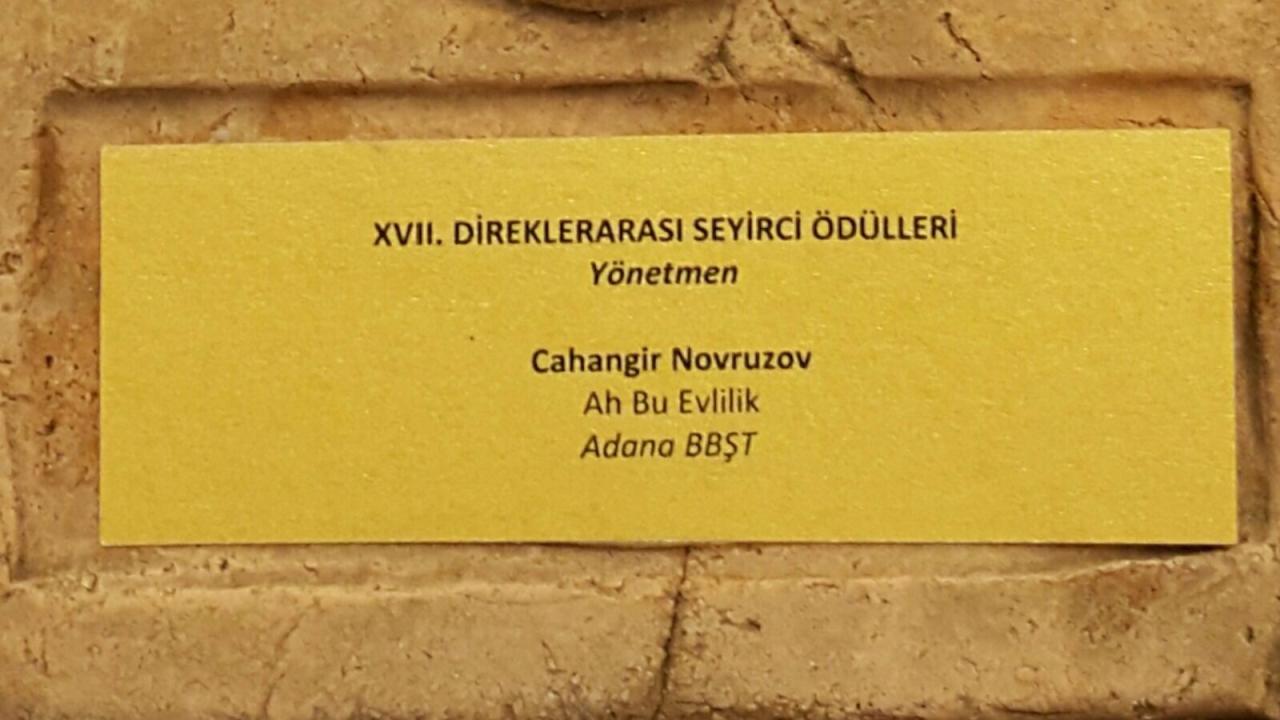 XVII. DİREKLERARASI SEYİRCİ ÖDÜLLERİ
Yönetmen
Cahangir Novruzov
Ah Bu Evlilik
Adana BBŞT